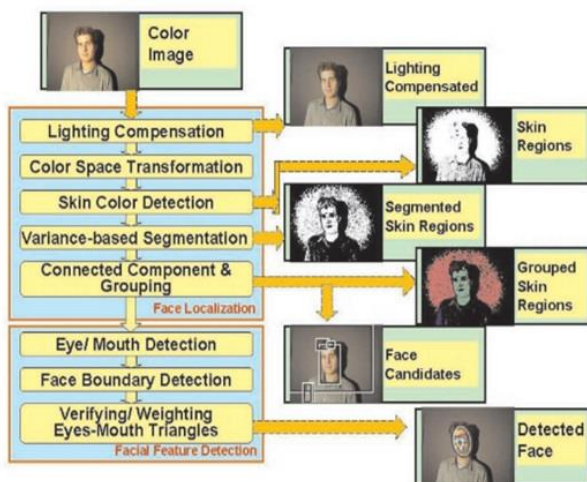 Color
Image
Lighting
Compensated
Lighting Compensation
Skin
Regions
Color Space Transformation
Skin Color Detection
Segmented
Skin Regions
Variance-based Segmentation
Connected Component &
Grouping
Grouped
Skin
Regions
Face Localization
Eye/ Mouth Detection
Face
Candidates
Face Boundary Detection
Verifying/ Weighting
Eyes-Mouth Triangles
Facial Feature Detection
Detected
Face